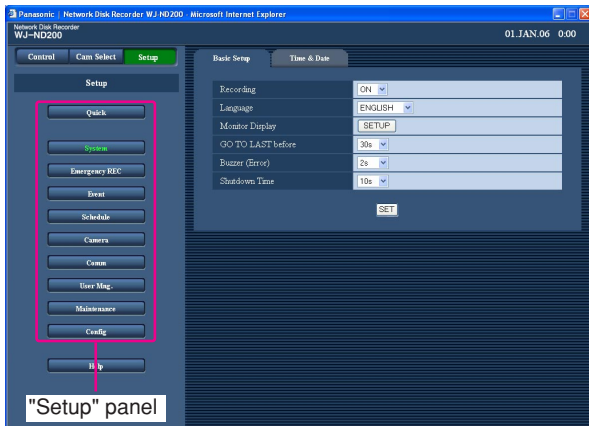 Panasonic | Network Disk Recorder WJ-ND200 - Microsoft Internet Explorer
Network Disk Recorder
WJ-ND200
01.JAN.06 0:00
Control Cam Select Setup
Basic Setup Time & Date
Setup
Quick
System
Emergency REC
Event
Schedule
Camera
Comm
User Mng.
Maintenance
Config
Help
Recording ON
Language ENGLISH
Monitor Display SETUP
GO TO LAST before 30s
Buzzer (Error) 2s
Shutdown Time 10s
SET
"Setup" panel